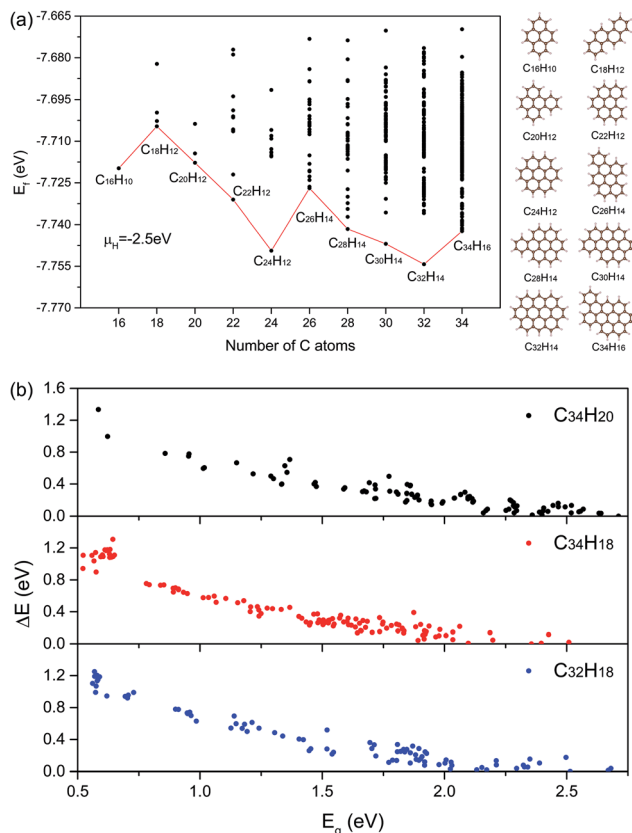 (a)
-7.665
-7.680
-7.695
-7.710
-7.725
-7.740
-7.755
-7.770
Ef (eV)
C16H10
C18H12
C20H12
C22H12
C24H12
C26H14
C28H14
C30H14
C32H14
C34H16
μH=-2.5eV
16 18 20 22 24 26 28 30 32 34
Number of C atoms
C16H10 C18H12
C20H12 C22H12
C24H12 C26H14
C28H14 C30H14
C32H14 C34H16
(b)
1.6
1.2
0.8
0.4
0.0
C34H20
1.2
0.8
0.4
0.0
C34H18
1.2
0.8
0.4
0.0
C32H18
ΔE (eV)
0.5 1.0 1.5 2.0 2.5
Eg (eV)